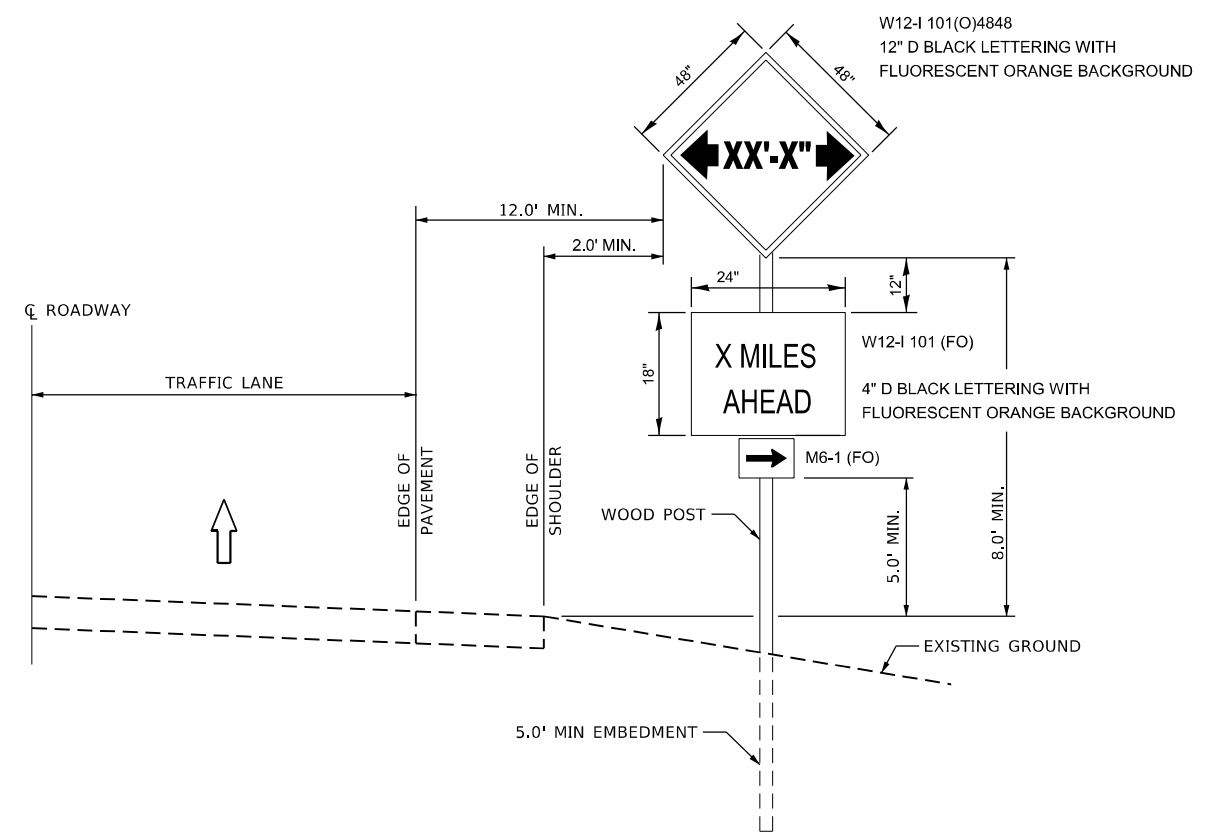 W12-I 101(O)4848
12" D BLACK LETTERING WITH
FLUORESCENT ORANGE BACKGROUND
48"
48"
XX'-X"
12.0' MIN.
2.0' MIN.
24"
12"
℄ ROADWAY
X MILES
AHEAD
18"
W12-I 101 (FO)
4" D BLACK LETTERING WITH
FLUORESCENT ORANGE BACKGROUND
TRAFFIC LANE
M6-1 (FO)
EDGE OF
PAVEMENT
EDGE OF
SHOULDER
WOOD POST
5.0' MIN.
8.0' MIN.
EXISTING GROUND
5.0' MIN EMBEDMENT